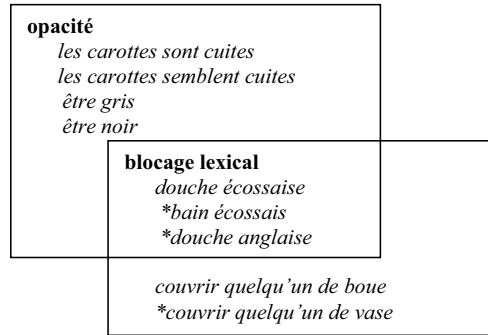 opacité
les carottes sont cuites
les carottes semblent cuites
être gris
être noir
blocage lexical
douche écossaise
*bain écossais
*douche anglaise
couvrir quelqu'un de boue
*couvrir quelqu'un de vase